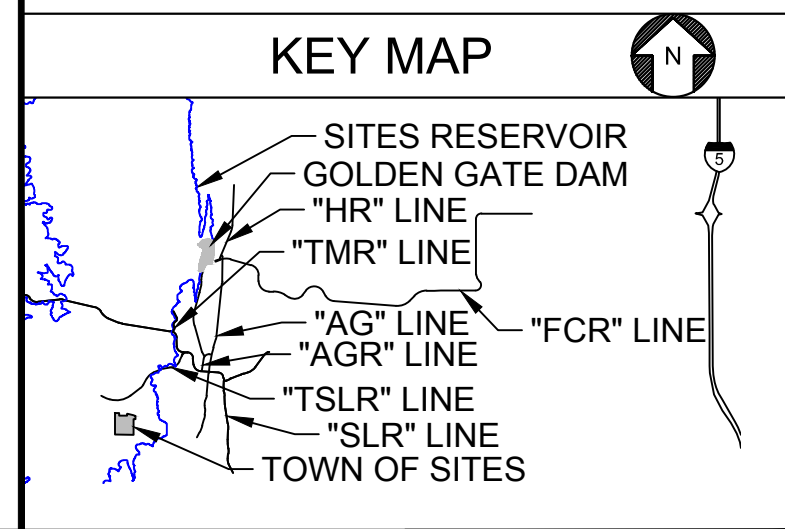 KEY MAP
N
SITES RESERVOIR
5
GOLDEN GATE DAM
"HR" LINE
"TMR" LINE
"AG" LINE
"FCR" LINE
"AGR" LINE
"TSLR" LINE
"SLR" LINE
TOWN OF SITES